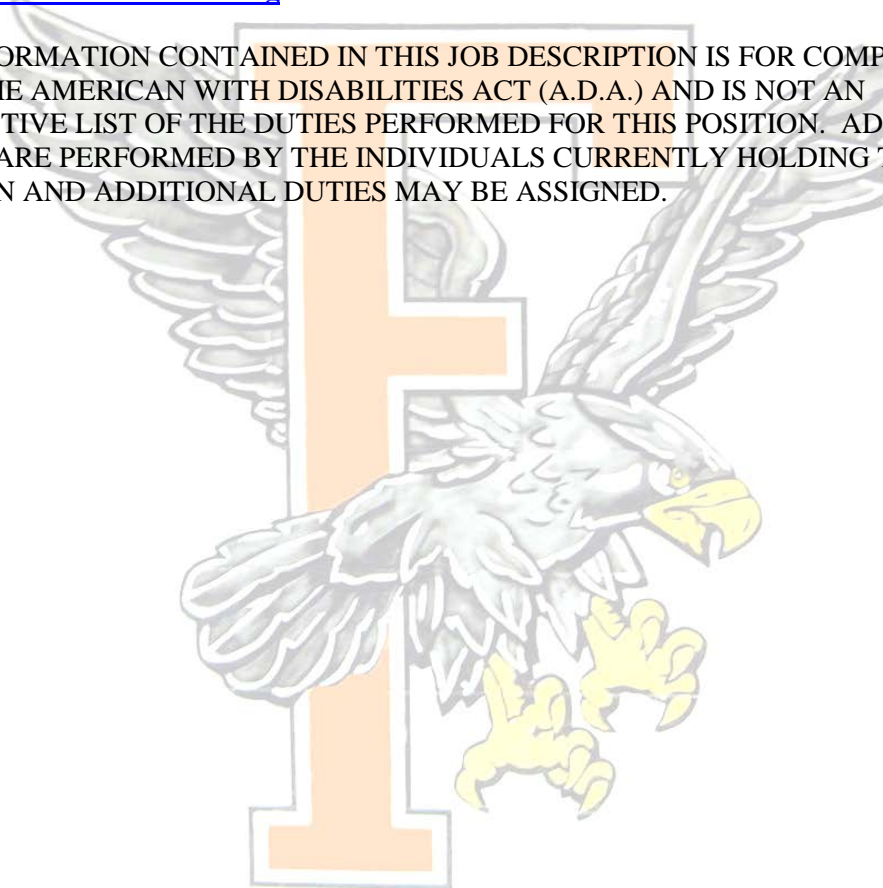 ORMATION CONTAINED IN THIS JOB DESCRIPTION IS FOR COMP
HE AMERICAN WITH DISABILITIES ACT (A.D.A.) AND IS NOT AN
TIVE LIST OF THE DUTIES PERFORMED FOR THIS POSITION. AD
ARE PERFORMED BY THE INDIVIDUALS CURRENTLY HOLDING T
N AND ADDITIONAL DUTIES MAY BE ASSIGNED.
F